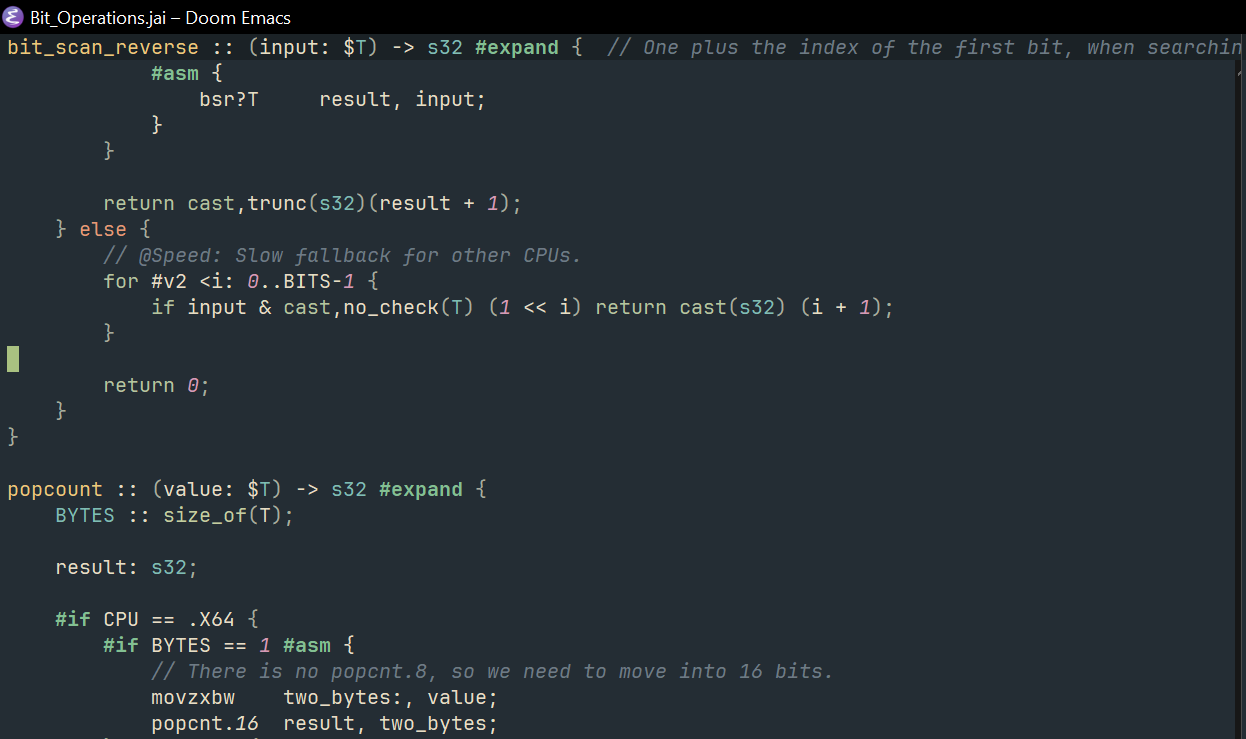 Bit_Operations.jai – Doom Emacs
bit_scan_reverse :: (input: $T) -> s32 #expand {  // One plus the index of the first bit, when searchin
            #asm {
                bsr?T     result, input;
            }
        }

        return cast,trunc(s32)(result + 1);
    } else {
        // @Speed: Slow fallback for other CPUs.
        for #v2 <i: 0..BITS-1 {
            if input & cast,no_check(T) (1 << i) return cast(s32) (i + 1);
        }

        return 0;
    }
}

popcount :: (value: $T) -> s32 #expand {
    BYTES :: size_of(T);

    result: s32;

    #if CPU == .X64 {
        #if BYTES == 1 #asm {
            // There is no popcnt.8, so we need to move into 16 bits.
            movzxbw    two_bytes:, value;
            popcnt.16  result, two_bytes;